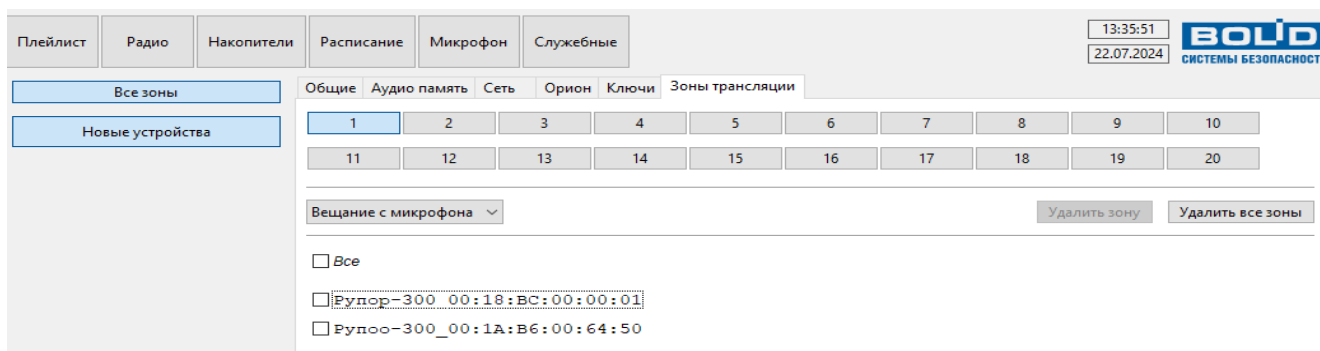 Плейлист Радио Накопители Расписание Микрофон Служебные 13:35:51 BOLID
22.07.2024 СИСТЕМЫ БЕЗОПАСНОСТ
Все зоны Общие Аудио память Сеть Орион Ключи Зоны трансляции
Новые устройства 1 2 3 4 5 6 7 8 9 10
11 12 13 14 15 16 17 18 19 20
Вещание с микрофона Удалить зону Удалить все зоны
Все
Рупор-300_00:18:BC:00:00:01
Рупоо-300_00:1A:B6:00:64:50